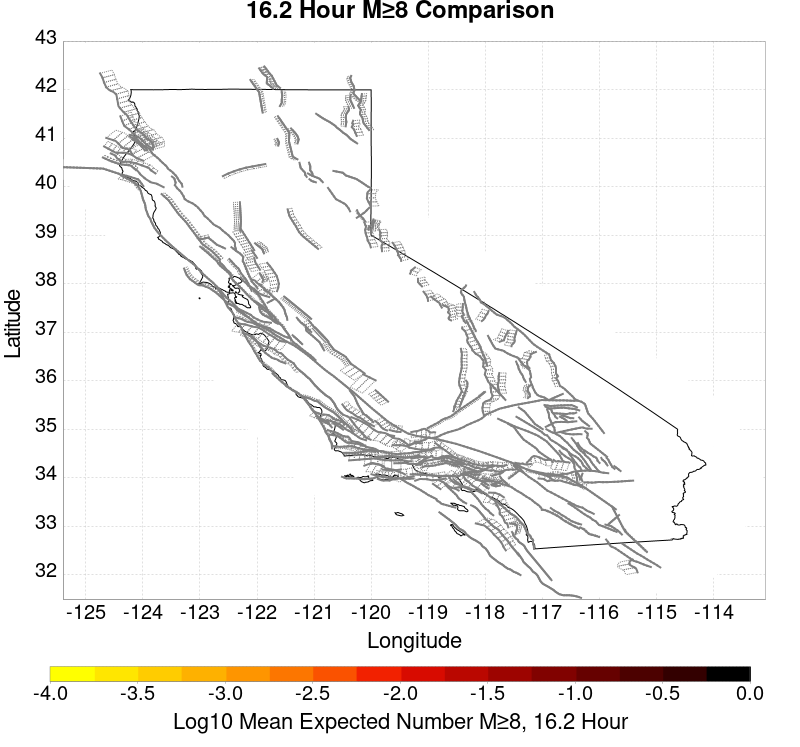 16.2 Hour M≥8 Comparison
43
42
41
40
39
38
37
36
35
34
33
32
Latitude
-125 -124 -123 -122 -121 -120 -119 -118 -117 -116 -115 -114
Longitude
-4.0 -3.5 -3.0 -2.5 -2.0 -1.5 -1.0 -0.5 0.0
Log10 Mean Expected Number M≥8, 16.2 Hour